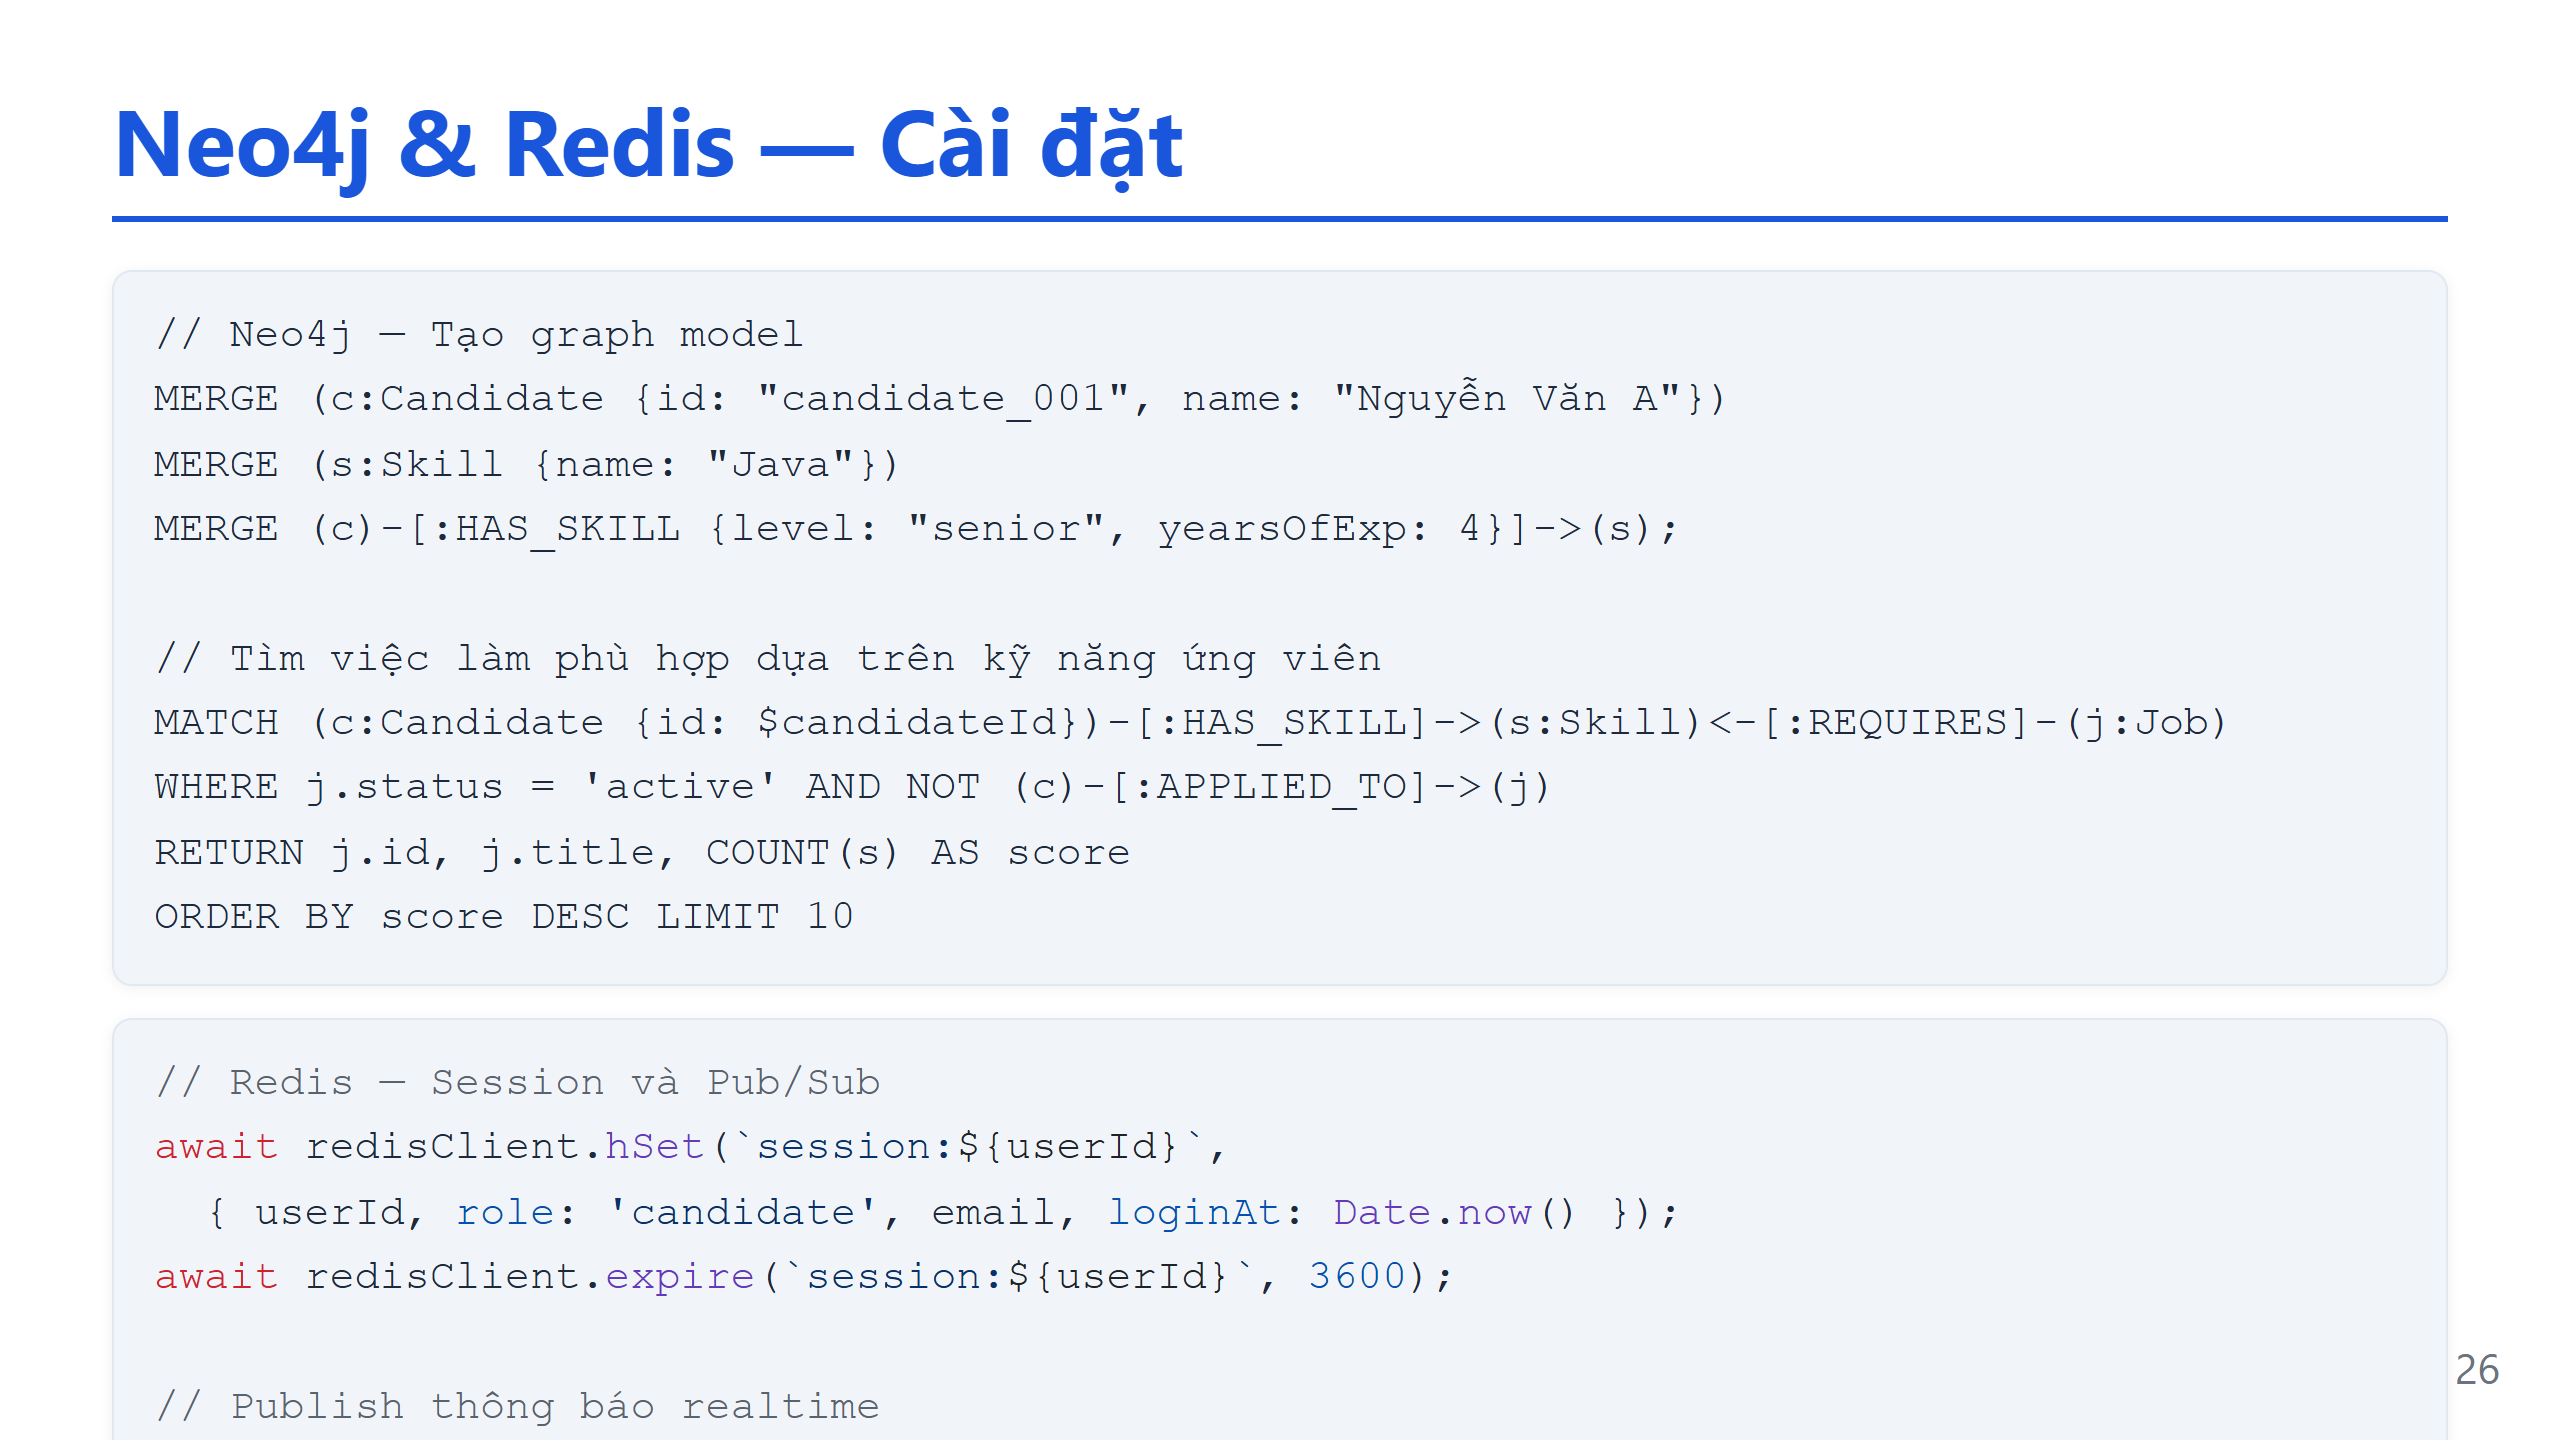 Neo4j & Redis — Cài đặt
// Neo4j — Tạo graph model
MERGE (c:Candidate {id: "candidate_001", name: "Nguyễn Văn A"})
MERGE (s:Skill {name: "Java"})
MERGE (c)-[:HAS_SKILL {level: "senior", yearsOfExp: 4}]->(s);
// Tìm việc làm phù hợp dựa trên kỹ năng ứng viên
MATCH (c:Candidate {id: $candidateId})-[:HAS_SKILL]->(s:Skill)<-[:REQUIRES]-(j:Job)
WHERE j.status = 'active' AND NOT (c)-[:APPLIED_TO]->(j)
RETURN j.id, j.title, COUNT(s) AS score
ORDER BY score DESC LIMIT 10
// Redis — Session và Pub/Sub
await redisClient.hSet(`session:${userId}`,
  { userId, role: 'candidate', email, loginAt: Date.now() });
await redisClient.expire(`session:${userId}`, 3600);
// Publish thông báo realtime
26